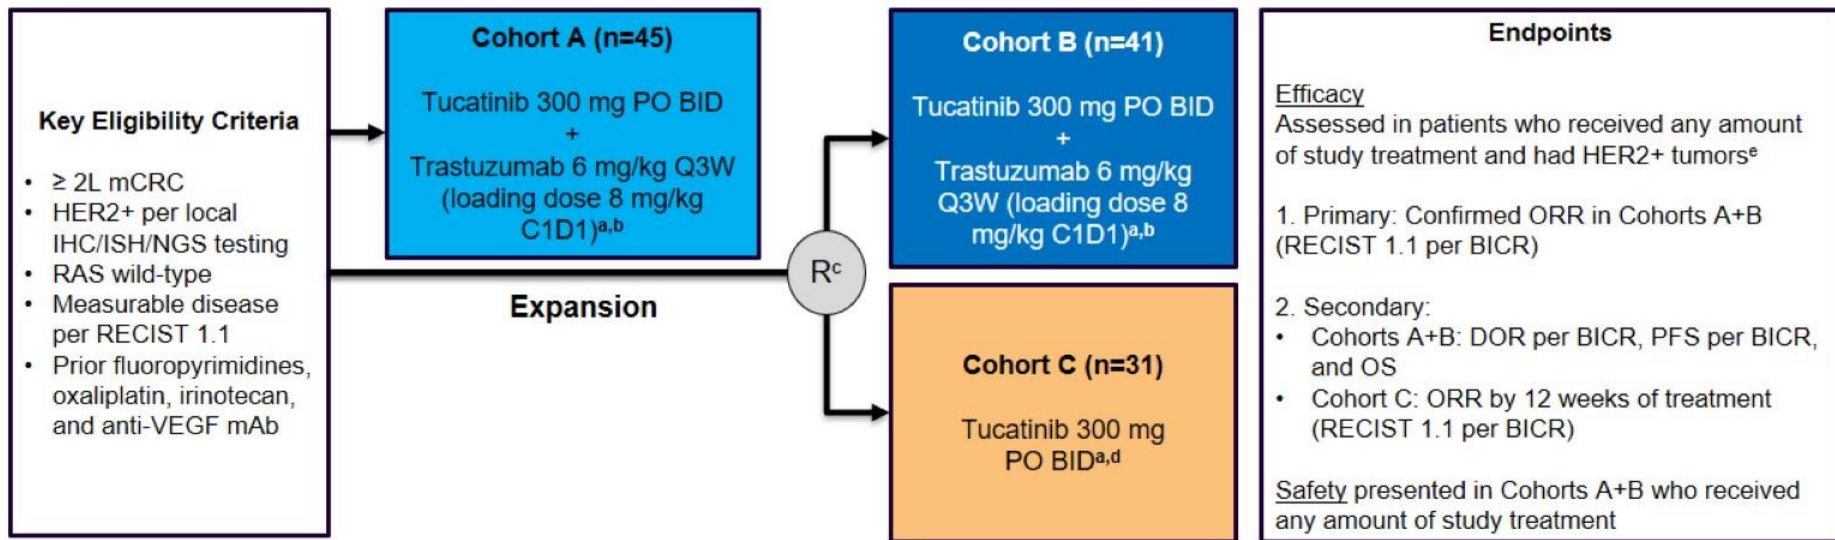 Key Eligibility Criteria
• ≥ 2L mCRC
• HER2+ per local
IHC/ISH/NGS testing
• RAS wild-type
• Measurable disease
per RECIST 1.1
• Prior fluoropyrimidines,
oxaliplatin, irinotecan,
and anti-VEGF mAb
Cohort A (n=45)
Tucatinib 300 mg PO BID
+
Trastuzumab 6 mg/kg Q3W
(loading dose 8 mg/kg
C1D1)a,b
Expansion
Rc
Cohort B (n=41)
Tucatinib 300 mg PO BID
+
Trastuzumab 6 mg/kg
Q3W (loading dose 8
mg/kg C1D1)a,b
Cohort C (n=31)
Tucatinib 300 mg
PO BIDa,d
Endpoints
Efficacy
Assessed in patients who received any amount
of study treatment and had HER2+ tumorse
1. Primary: Confirmed ORR in Cohorts A+B
(RECIST 1.1 per BICR)
2. Secondary:
• Cohorts A+B: DOR per BICR, PFS per BICR,
and OS
• Cohort C: ORR by 12 weeks of treatment
(RECIST 1.1 per BICR)
Safety presented in Cohorts A+B who received
any amount of study treatment